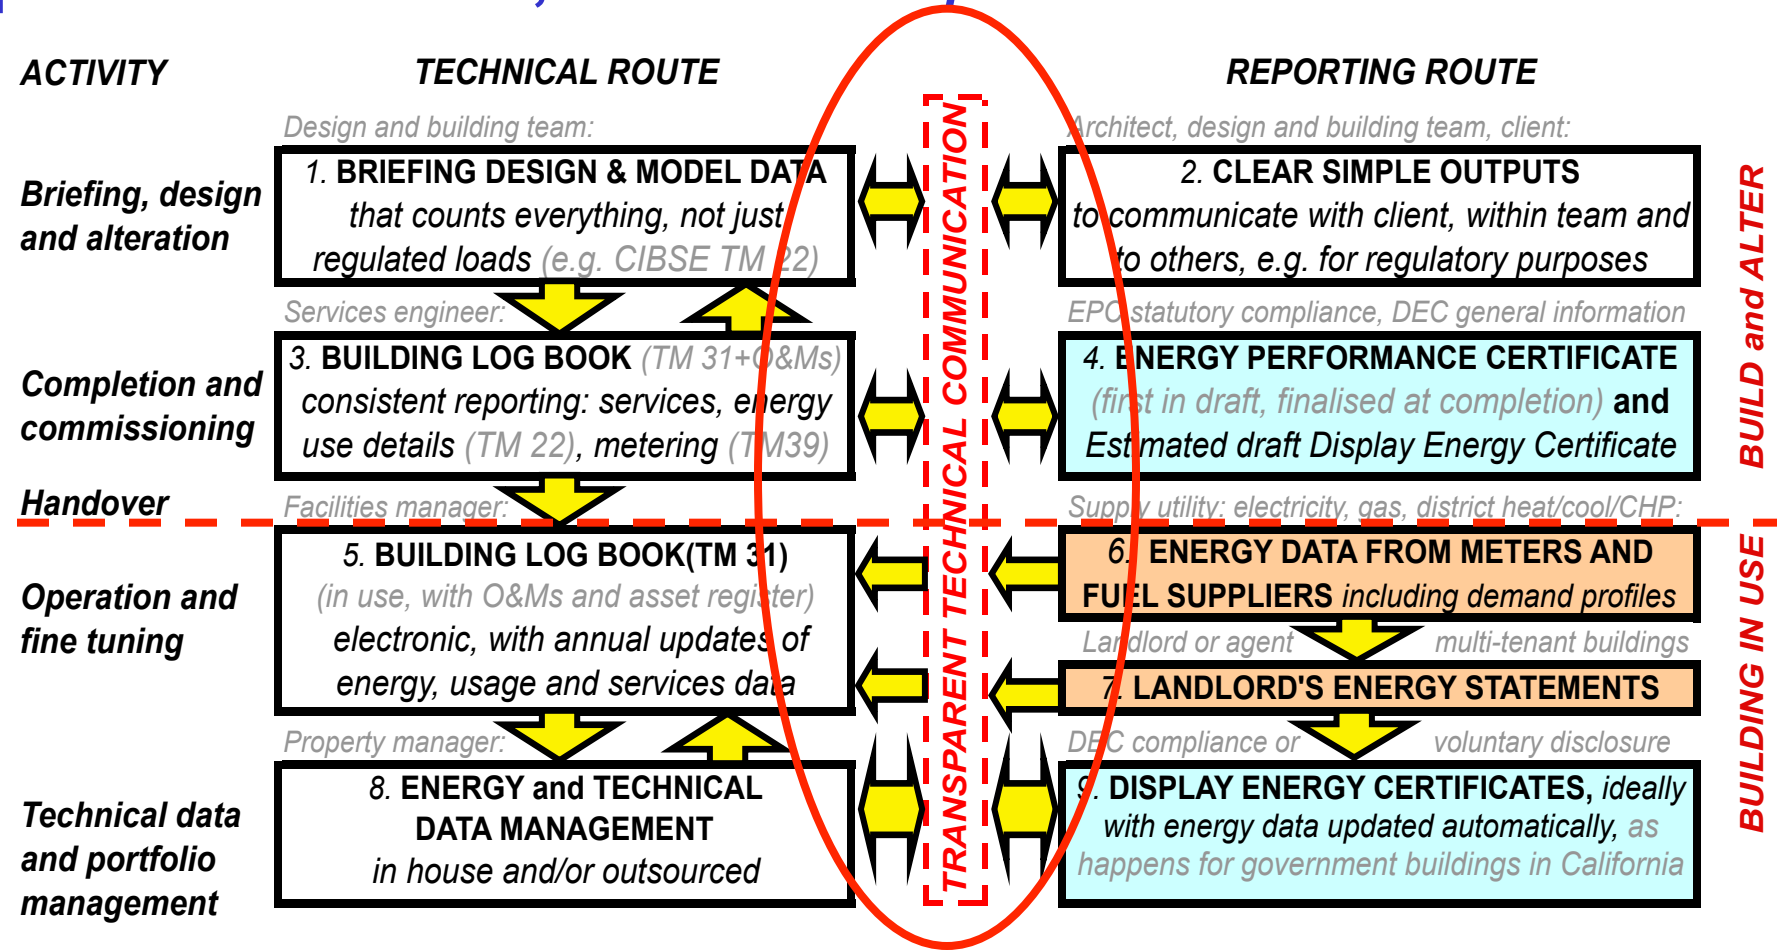 ACTIVITY
TECHNICAL ROUTE
REPORTING ROUTE
Briefing, design
and alteration
Design and building team:
1. BRIEFING DESIGN & MODEL DATA
that counts everything, not just
regulated loads (e.g. CIBSE TM 22)
Architect, design and building team, client:
2. CLEAR SIMPLE OUTPUTS
to communicate with client, within team and
to others, e.g. for regulatory purposes
Completion and
commissioning
Services engineer:
3. BUILDING LOG BOOK (TM 31+O&Ms)
consistent reporting: services, energy
use details (TM 22), metering (TM39)
EPC statutory compliance, DEC general information
4. ENERGY PERFORMANCE CERTIFICATE
(first in draft, finalised at completion) and
Estimated draft Display Energy Certificate
Handover
Operation and
fine tuning
Facilities manager:
5. BUILDING LOG BOOK(TM 31)
(in use, with O&Ms and asset register)
electronic, with annual updates of
energy, usage and services data
Supply utility: electricity, gas, district heat/cool/CHP:
6. ENERGY DATA FROM METERS AND
FUEL SUPPLIERS including demand profiles
Landlord or agent
multi-tenant buildings
7. LANDLORD'S ENERGY STATEMENTS
Technical data
and portfolio
management
Property manager:
8. ENERGY and TECHNICAL
DATA MANAGEMENT
in house and/or outsourced
DEC compliance or
voluntary disclosure
9. DISPLAY ENERGY CERTIFICATES, ideally
with energy data updated automatically, as
happens for government buildings in California
TRANSPARENT TECHNICAL COMMUNICATION
BUILD and ALTER
BUILDING IN USE